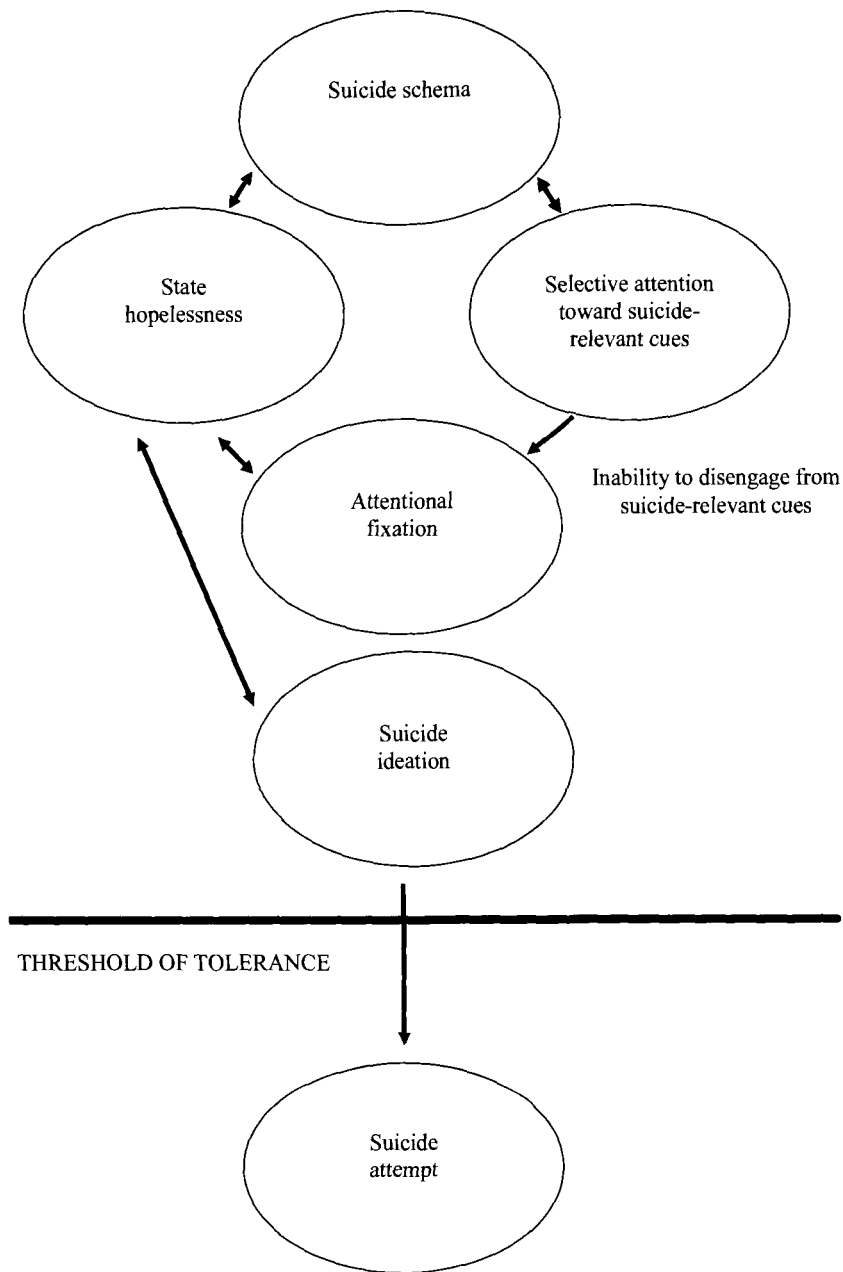 Suicide schema
State
hopelessness
Selective attention
toward suicide-
relevant cues
Inability to disengage from
suicide-relevant cues
Attentional
fixation
Suicide
ideation
THRESHOLD OF TOLERANCE
Suicide
attempt